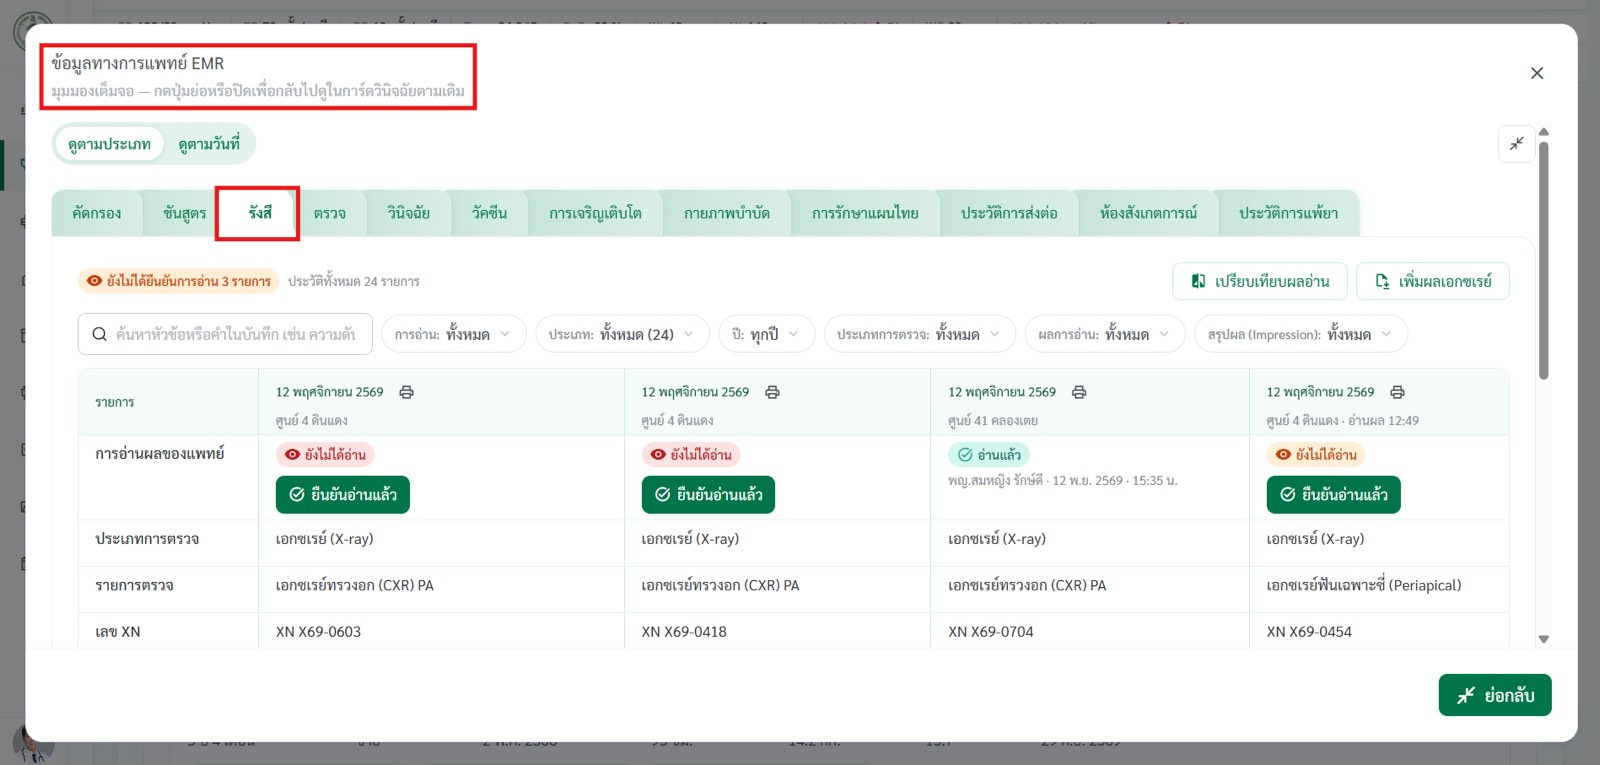 ข้อมูลทางการแพทย์ EMR
มุมมองเต็มจอ — กดปุ่มย่อหรือปิดเพื่อกลับไปดูในการ์ดวินิจฉัยตามเดิม
ดูตามประเภท ดูตามวันที่
คัดกรอง ชันสูตร รังสี ตรวจ วินิจฉัย วัคซีน การเจริญเติบโต กายภาพบำบัด การรักษาแผนไทย ประวัติการส่งต่อ ห้องสังเกตการณ์ ประวัติการแพ้ยา
ยังไม่ได้ยืนยันการอ่าน 3 รายการ ประวัติทั้งหมด 24 รายการ เปรียบเทียบผลอ่าน เพิ่มผลเอกซเรย์
ค้นหาหัวข้อหรือคำในบันทึก เช่น ความดัน การอ่าน: ทั้งหมด ประเภท: ทั้งหมด (24) ปี: ทุกปี ประเภทการตรวจ: ทั้งหมด ผลการอ่าน: ทั้งหมด สรุปผล (Impression): ทั้งหมด
รายการ 12 พฤศจิกายน 2569 12 พฤศจิกายน 2569 12 พฤศจิกายน 2569 12 พฤศจิกายน 2569
ศูนย์ 4 ดินแดง ศูนย์ 4 ดินแดง ศูนย์ 41 คลองเตย ศูนย์ 4 ดินแดง · อ่านผล 12:49
การอ่านผลของแพทย์ ยังไม่ได้อ่าน ยังไม่ได้อ่าน อ่านแล้ว ยังไม่ได้อ่าน
ยืนยันอ่านแล้ว ยืนยันอ่านแล้ว พญ.สมหญิง รักษ์ดี · 12 พ.ย. 2569 · 15:35 น. ยืนยันอ่านแล้ว
ประเภทการตรวจ เอกซเรย์ (X-ray) เอกซเรย์ (X-ray) เอกซเรย์ (X-ray) เอกซเรย์ (X-ray)
รายการตรวจ เอกซเรย์ทรวงอก (CXR) PA เอกซเรย์ทรวงอก (CXR) PA เอกซเรย์ทรวงอก (CXR) PA เอกซเรย์ฟันเฉพาะซี่ (Periapical)
เลข XN XN X69-0603 XN X69-0418 XN X69-0704 XN X69-0454
ย่อกลับ